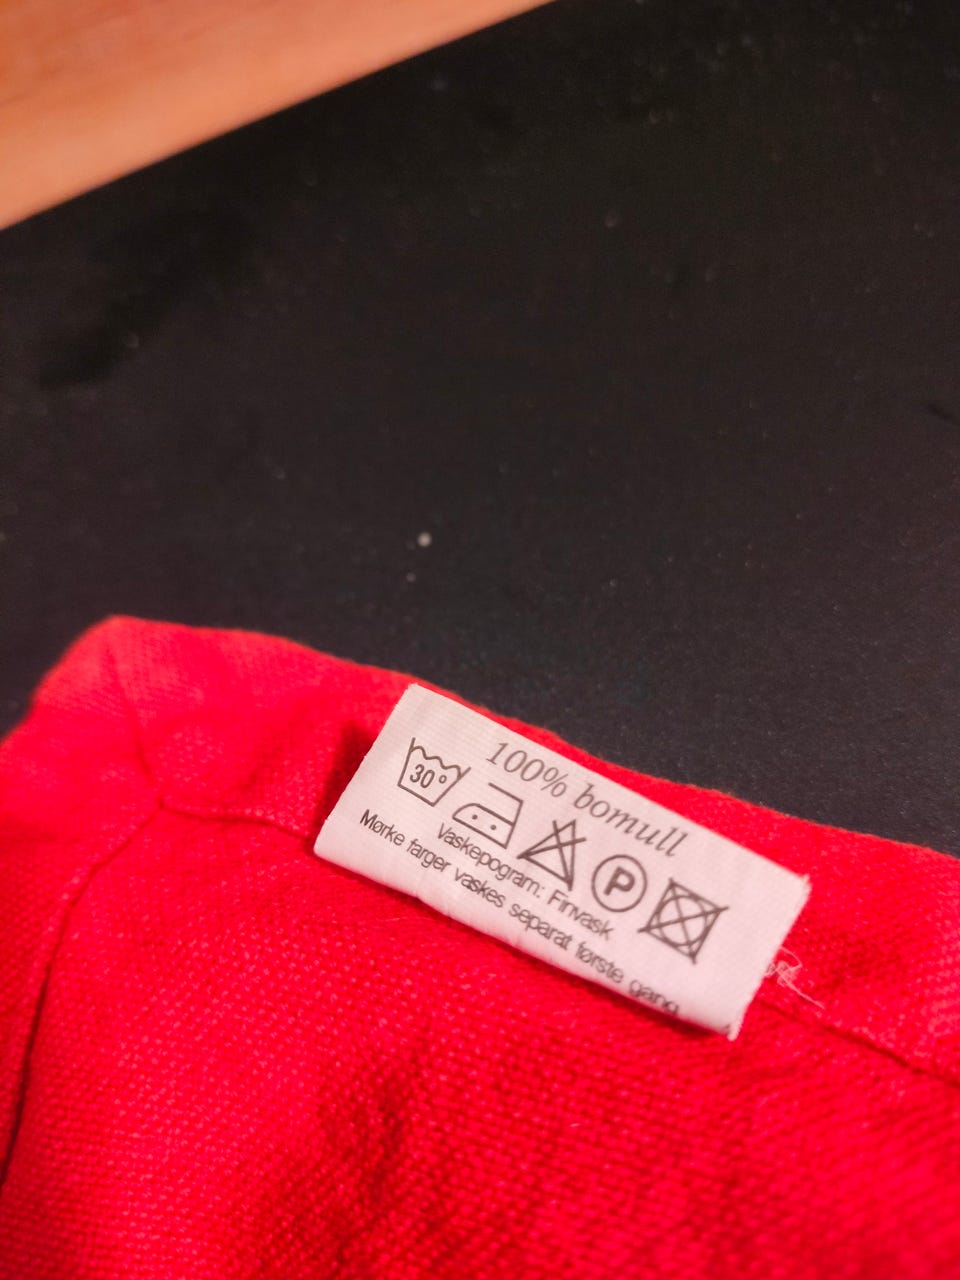 100% bomull
30°
P
Vaskepogram: Finvask
Mørke farger vaskes separat første gang